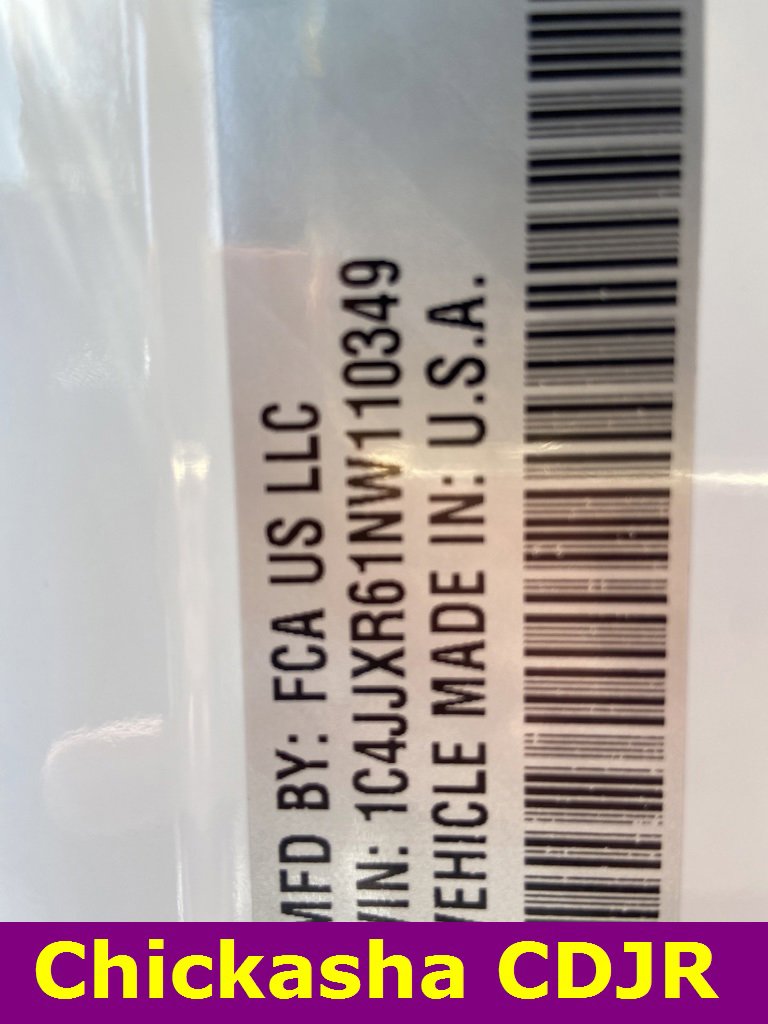 MFD BY: FCA US LLC
VIN: 1C4JJXR61NW110349
VEHICLE MADE IN: U.S.A.
Chickasha CDJR